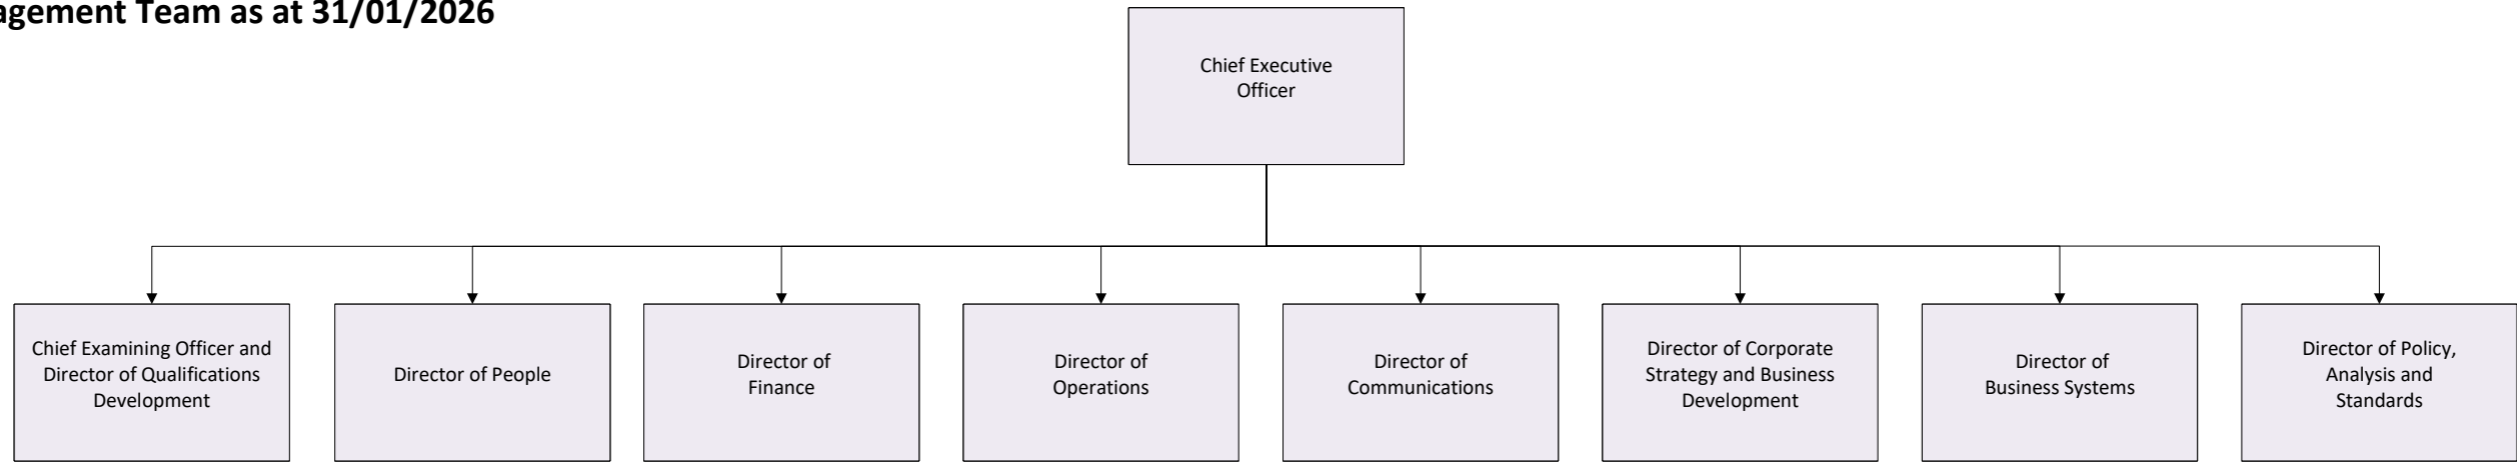 Team as at 31/01/2026
Chief Executive
Officer
Chief Examining Officer and
Director of Qualifications
Development
Director of People
Director of
Finance
Director of
Operations
Director of
Communications
Director of Corporate
Strategy and Business
Development
Director of
Business Systems
Director of Policy,
Analysis and
Standards